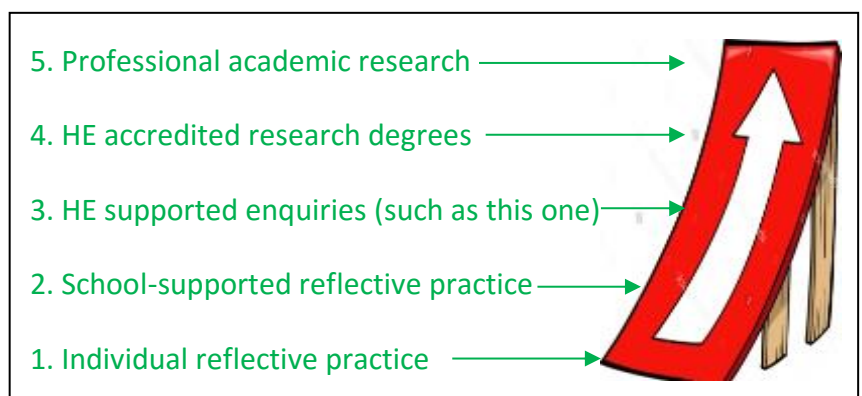 5. Professional academic research
4. HE accredited research degrees
3. HE supported enquiries (such as this one)
2. School-supported reflective practice
1. Individual reflective practice